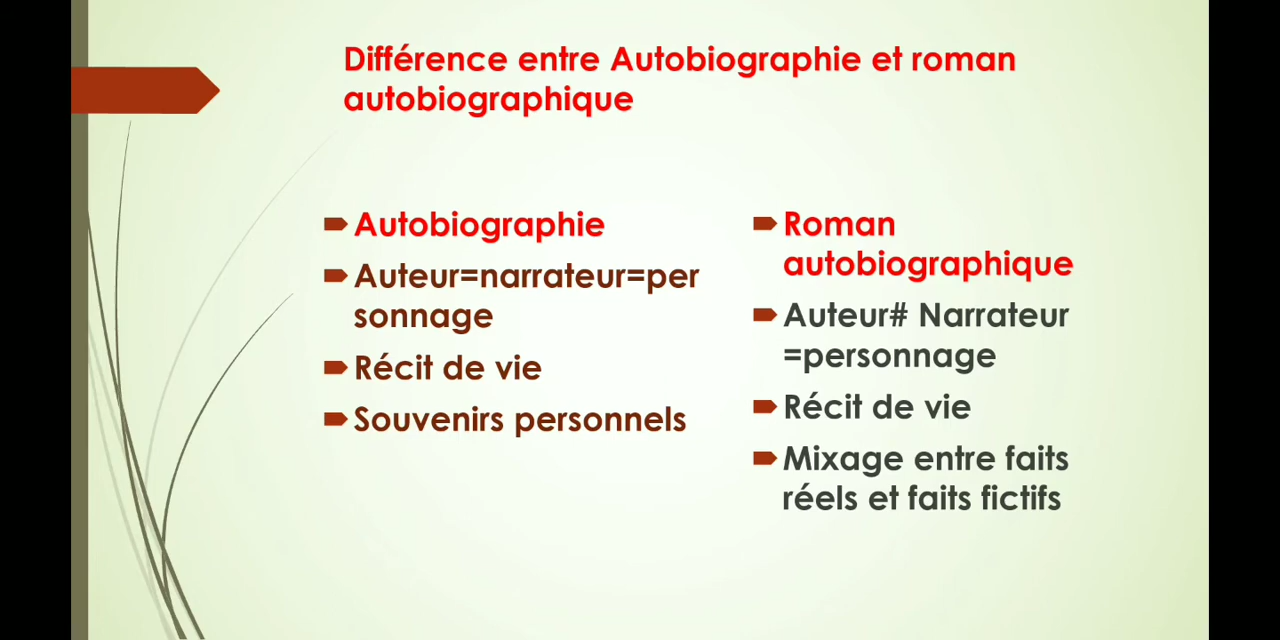 Différence entre Autobiographie et roman
autobiographique
Autobiographie
Auteur=narrateur=per
sonnage
Récit de vie
Souvenirs personnels
Roman
autobiographique
Auteur# Narrateur
=personnage
Récit de vie
Mixage entre faits
réels et faits fictifs